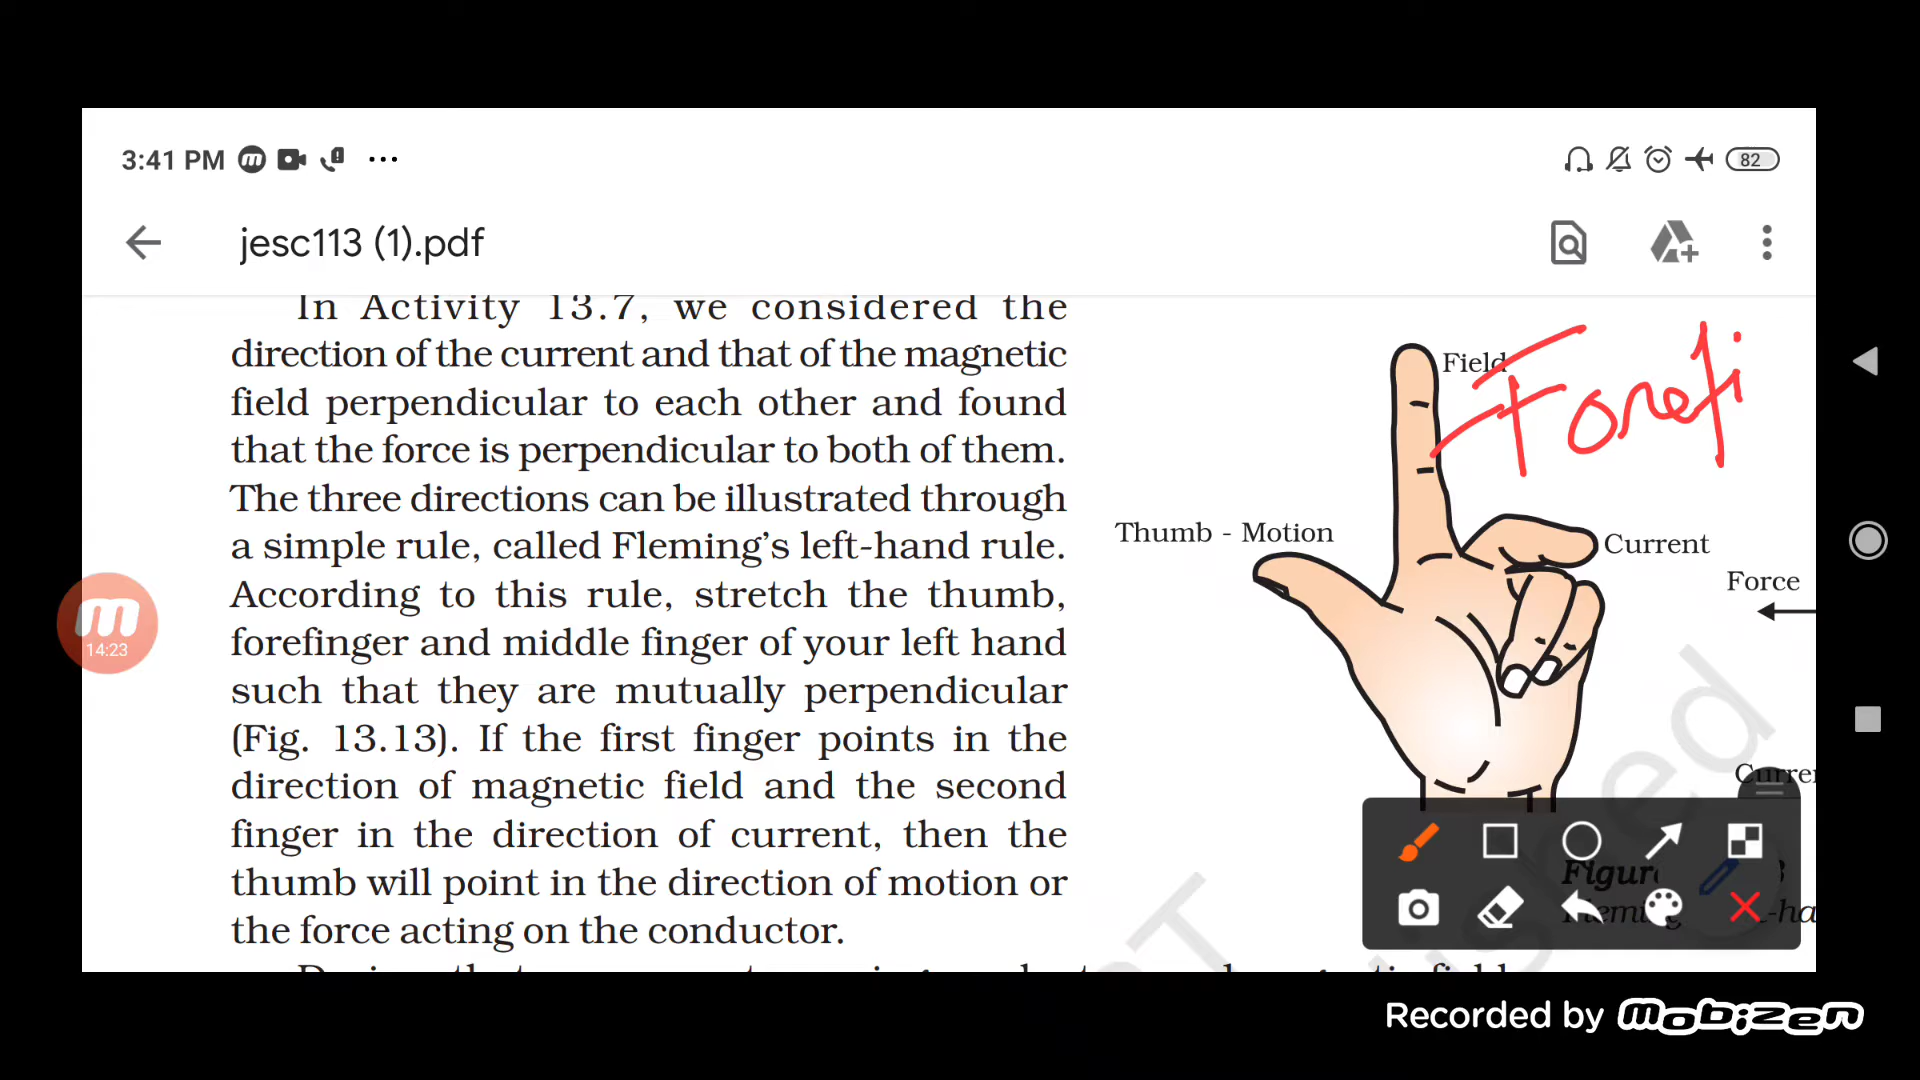 3:41 PM
82
jesc113 (1).pdf
In Activity 13.7, we considered the
direction of the current and that of the magnetic
field perpendicular to each other and found
that the force is perpendicular to both of them.
The three directions can be illustrated through
a simple rule, called Fleming's left-hand rule.
According to this rule, stretch the thumb,
forefinger and middle finger of your left hand
such that they are mutually perpendicular
(Fig. 13.13). If the first finger points in the
direction of magnetic field and the second
finger in the direction of current, then the
thumb will point in the direction of motion or
the force acting on the conductor.
Field
Forefi
Thumb - Motion
Current
Force
14:23
Recorded by mobizen